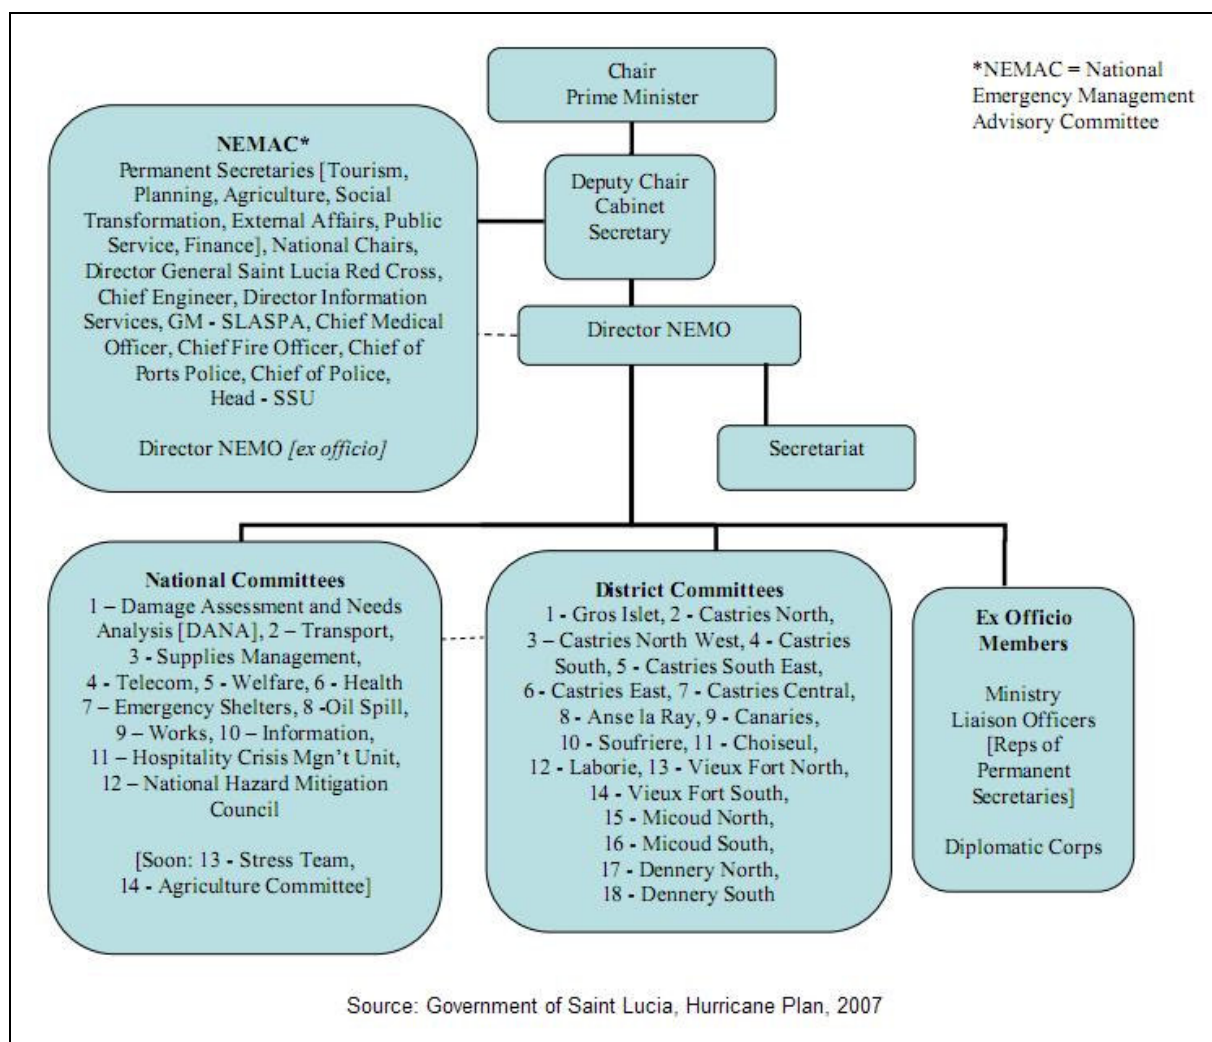 Chair
Prime Minister
*NEMAC = National
Emergency Management
Advisory Committee
NEMAC*
Permanent Secretaries [Tourism,
Planning, Agriculture, Social
Transformation, External Affairs, Public
Service, Finance], National Chairs,
Director General Saint Lucia Red Cross,
Chief Engineer, Director Information
Services, GM - SLASPA, Chief Medical
Officer, Chief Fire Officer, Chief of
Ports Police, Chief of Police,
Head - SSU
Director NEMO [ex officio]
Deputy Chair
Cabinet
Secretary
Director NEMO
Secretariat
National Committees
1 – Damage Assessment and Needs
Analysis [DANA], 2 – Transport,
3 - Supplies Management,
4 - Telecom, 5 - Welfare, 6 - Health
7 – Emergency Shelters, 8 -Oil Spill,
9 – Works, 10 - Information,
11 – Hospitality Crisis Mgn't Unit,
12 – National Hazard Mitigation
Council
[Soon: 13 - Stress Team,
14 - Agriculture Committee]
District Committees
1 - Gros Islet, 2 - Castries North,
3 – Castries North West, 4 - Castries
South, 5 - Castries South East,
6 - Castries East, 7 - Castries Central,
8 - Anse la Ray, 9 - Canaries,
10 - Soufriere, 11 - Choiseul,
12 - Laborie, 13 - Vieux Fort North,
14 - Vieux Fort South,
15 - Micoud North,
16 - Micoud South,
17 - Dennery North,
18 - Dennery South
Ex Officio
Members
Ministry
Liaison Officers
[Reps of
Permanent
Secretaries]
Diplomatic Corps
Source: Government of Saint Lucia, Hurricane Plan, 2007